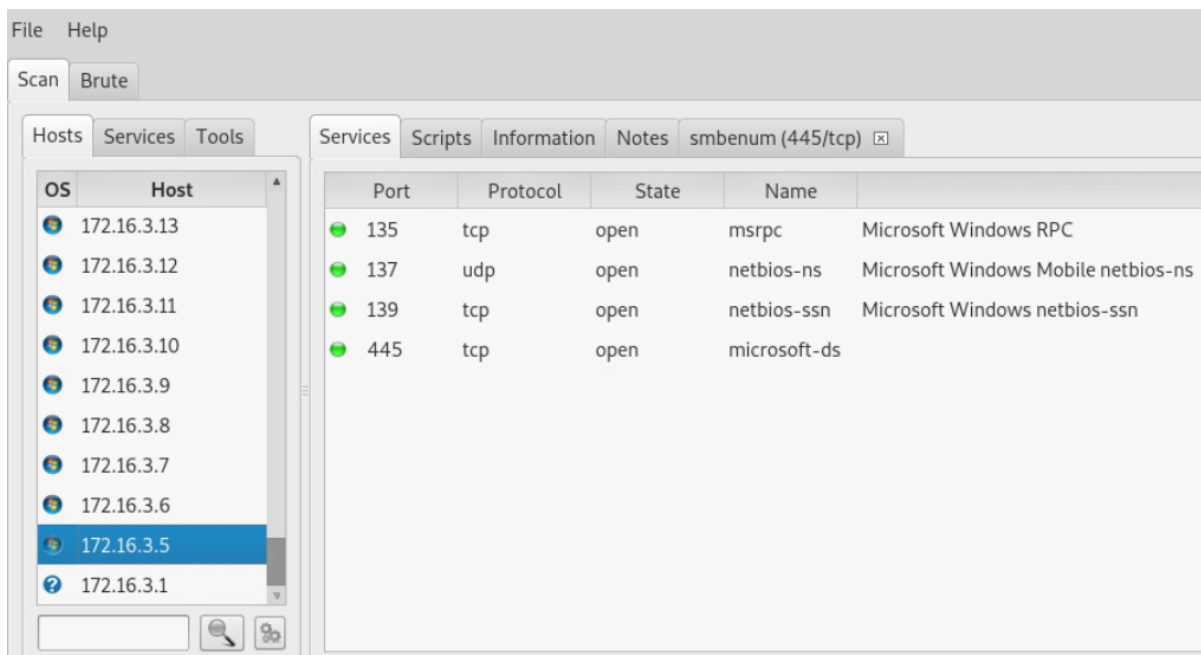 File Help
Scan Brute
Hosts Services Tools
OS Host
172.16.3.13
172.16.3.12
172.16.3.11
172.16.3.10
172.16.3.9
172.16.3.8
172.16.3.7
172.16.3.6
172.16.3.5
? 172.16.3.1
Services Scripts Information Notes smbenum (445/tcp)
Port Protocol State Name
135 tcp open msrpc Microsoft Windows RPC
137 udp open netbios-ns Microsoft Windows Mobile netbios-ns
139 tcp open netbios-ssn Microsoft Windows netbios-ssn
445 tcp open microsoft-ds